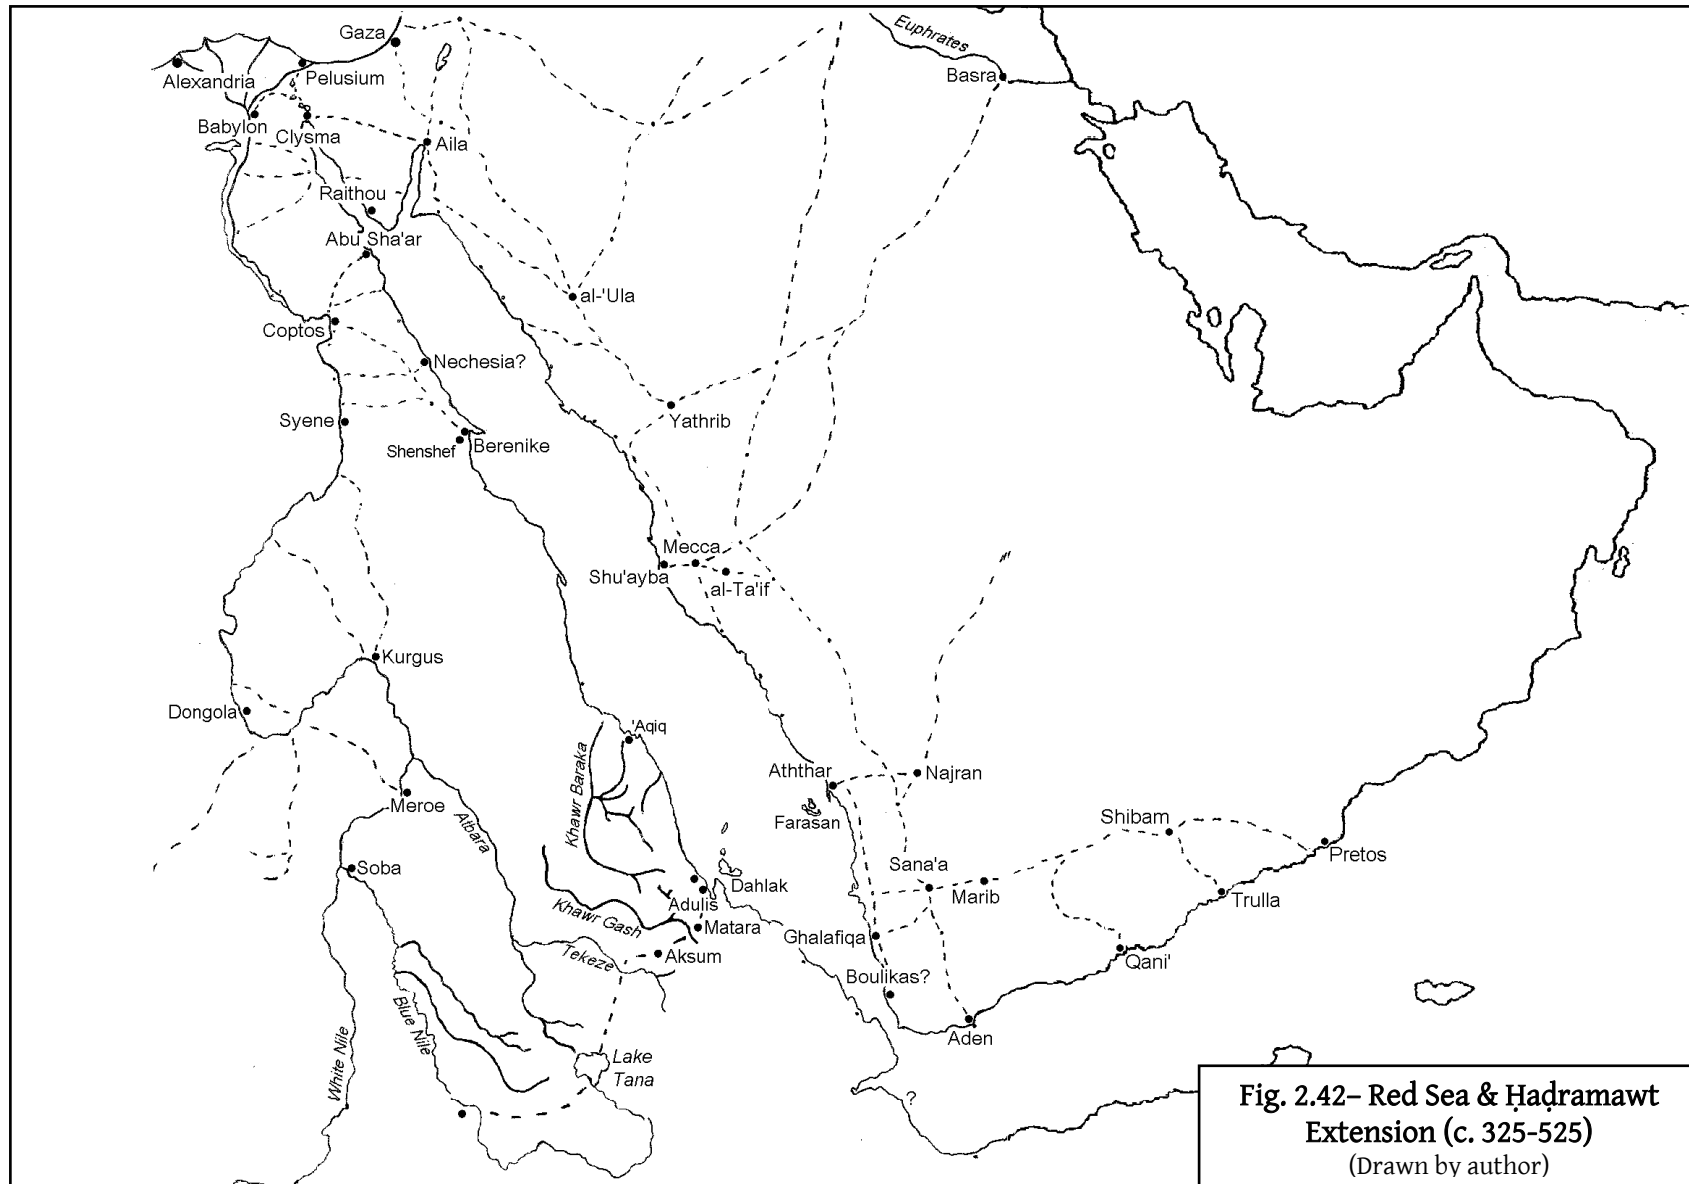 Gaza
Euphrates
Alexandria
Pelusium
Basra
Babylon
Clysma
Aila
Raithou
Abu Sha'ar
al-'Ula
Coptos
Nechesia?
Syene
Yathrib
Shenshef
Berenike
Mecca
Shu'ayba
al-Ta'if
Kurgus
Dongola
'Aqiq
Khawr Baraka
Aththar
Najran
Meroe
Farasan
Atbara
Shibam
Pretos
Soba
Sana'a
Dahlak
Marib
Adulis
Trulla
Khawr Gash
Matara
Ghalafiqa
Tekeze
Aksum
Qani'
Boulikas?
Blue Nile
Aden
White Nile
Lake
Tana
?
Fig. 2.42– Red Sea & Ḥaḍramawt
Extension (c. 325-525)
(Drawn by author)